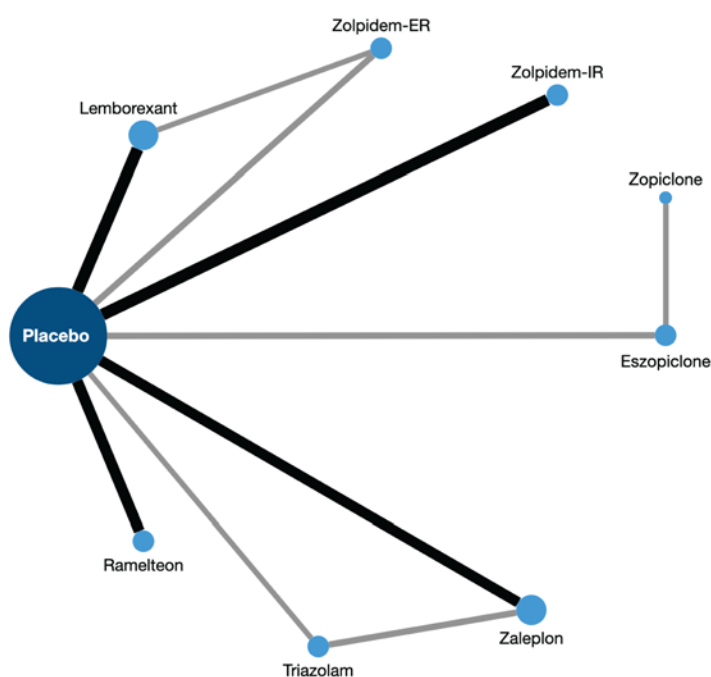 Zolpidem-ER
Zolpidem-IR
Lemborexant
Zopiclone
Placebo
Eszopiclone
Ramelteon
Zaleplon
Triazolam